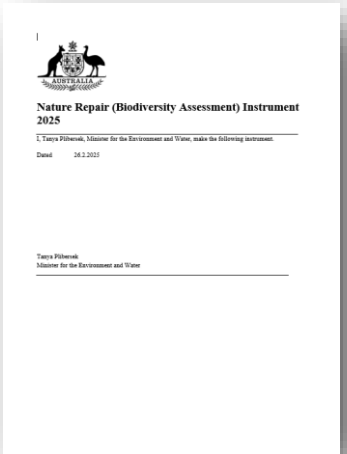 AUSTRALIA
Nature Repair (Biodiversity Assessment) Instrument
2025
I, Tanya Plibersek, Minister for the Environment and Water, make the following instrument.
Dated 26.2.2025
Tanya Plibersek
Minister for the Environment and Water